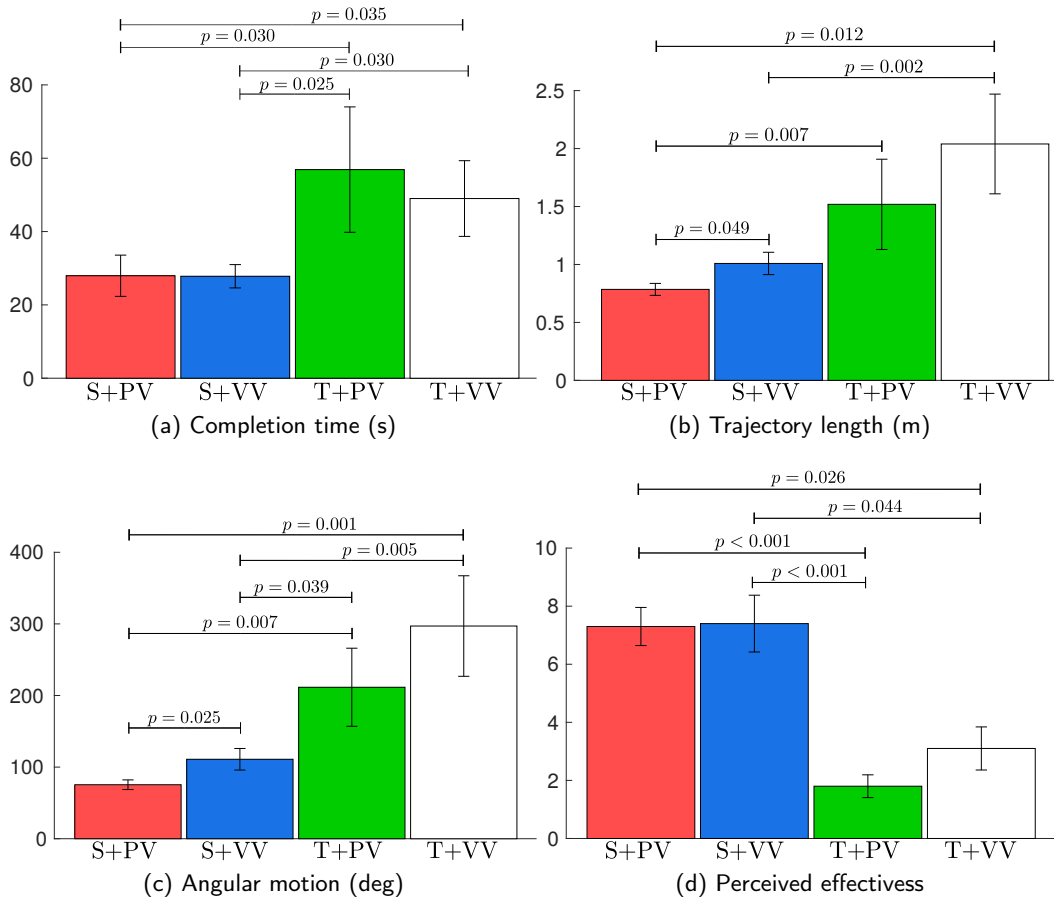 p = 0.035
p = 0.030
p = 0.030
p = 0.025
80
60
40
20
0
S+PV S+VV T+PV T+VV
(a) Completion time (s)
p = 0.012
p = 0.002
p = 0.007
p = 0.049
2.5
2
1.5
1
0.5
0
S+PV S+VV T+PV T+VV
(b) Trajectory length (m)
p = 0.001
p = 0.005
p = 0.039
p = 0.007
p = 0.025
400
300
200
100
0
S+PV S+VV T+PV T+VV
(c) Angular motion (deg)
p = 0.026
p = 0.044
p < 0.001
p < 0.001
10
8
6
4
2
0
S+PV S+VV T+PV T+VV
(d) Perceived effectivess